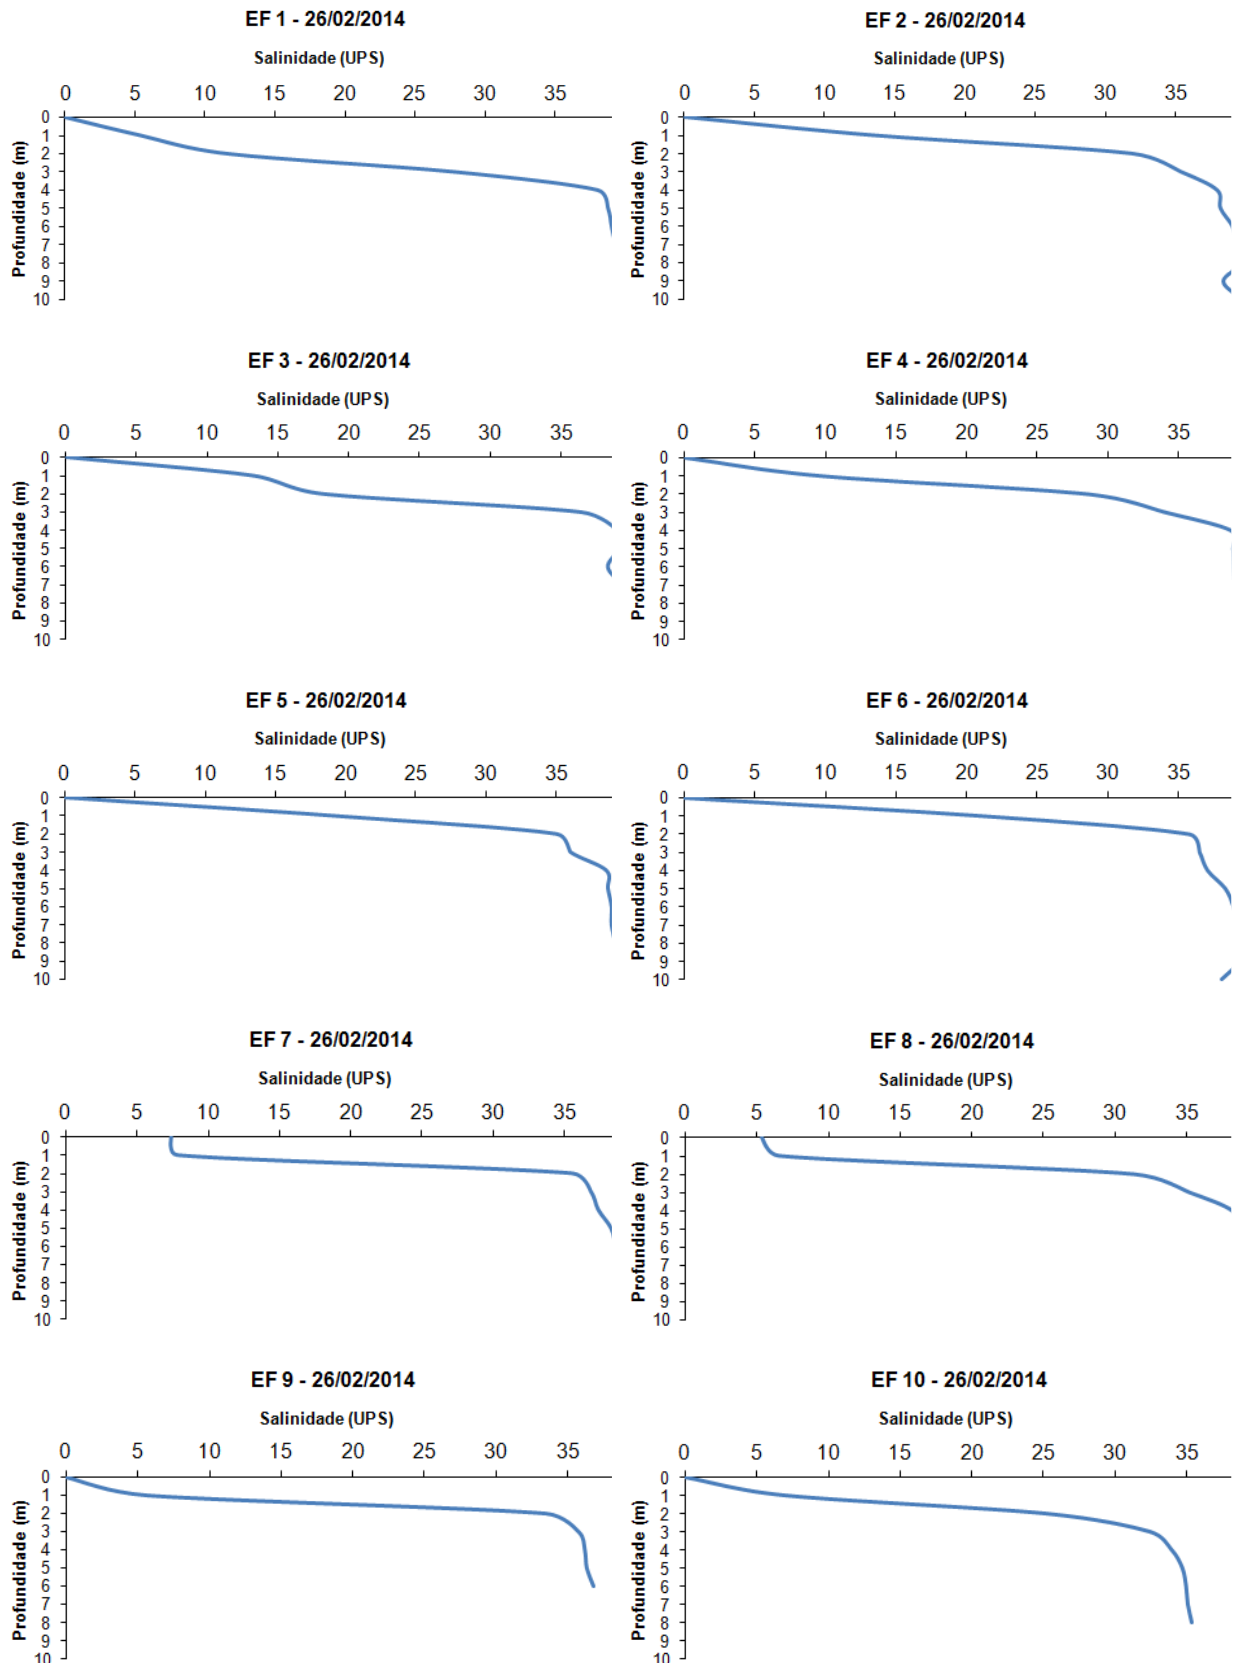 EF 1 - 26/02/2014
Salinidade (UPS)
0 5 10 15 20 25 30 35
Profundidade (m)
0
1
2
3
4
5
6
7
8
9
10
EF 2 - 26/02/2014
Salinidade (UPS)
0 5 10 15 20 25 30 35
Profundidade (m)
0
1
2
3
4
5
6
7
8
9
10
EF 3 - 26/02/2014
Salinidade (UPS)
0 5 10 15 20 25 30 35
Profundidade (m)
0
1
2
3
4
5
6
7
8
9
10
EF 4 - 26/02/2014
Salinidade (UPS)
0 5 10 15 20 25 30 35
Profundidade (m)
0
1
2
3
4
5
6
7
8
9
10
EF 5 - 26/02/2014
Salinidade (UPS)
0 5 10 15 20 25 30 35
Profundidade (m)
0
1
2
3
4
5
6
7
8
9
10
EF 6 - 26/02/2014
Salinidade (UPS)
0 5 10 15 20 25 30 35
Profundidade (m)
0
1
2
3
4
5
6
7
8
9
10
EF 7 - 26/02/2014
Salinidade (UPS)
0 5 10 15 20 25 30 35
Profundidade (m)
0
1
2
3
4
5
6
7
8
9
10
EF 8 - 26/02/2014
Salinidade (UPS)
0 5 10 15 20 25 30 35
Profundidade (m)
0
1
2
3
4
5
6
7
8
9
10
EF 9 - 26/02/2014
Salinidade (UPS)
0 5 10 15 20 25 30 35
Profundidade (m)
0
1
2
3
4
5
6
7
8
9
10
EF 10 - 26/02/2014
Salinidade (UPS)
0 5 10 15 20 25 30 35
Profundidade (m)
0
1
2
3
4
5
6
7
8
9
10